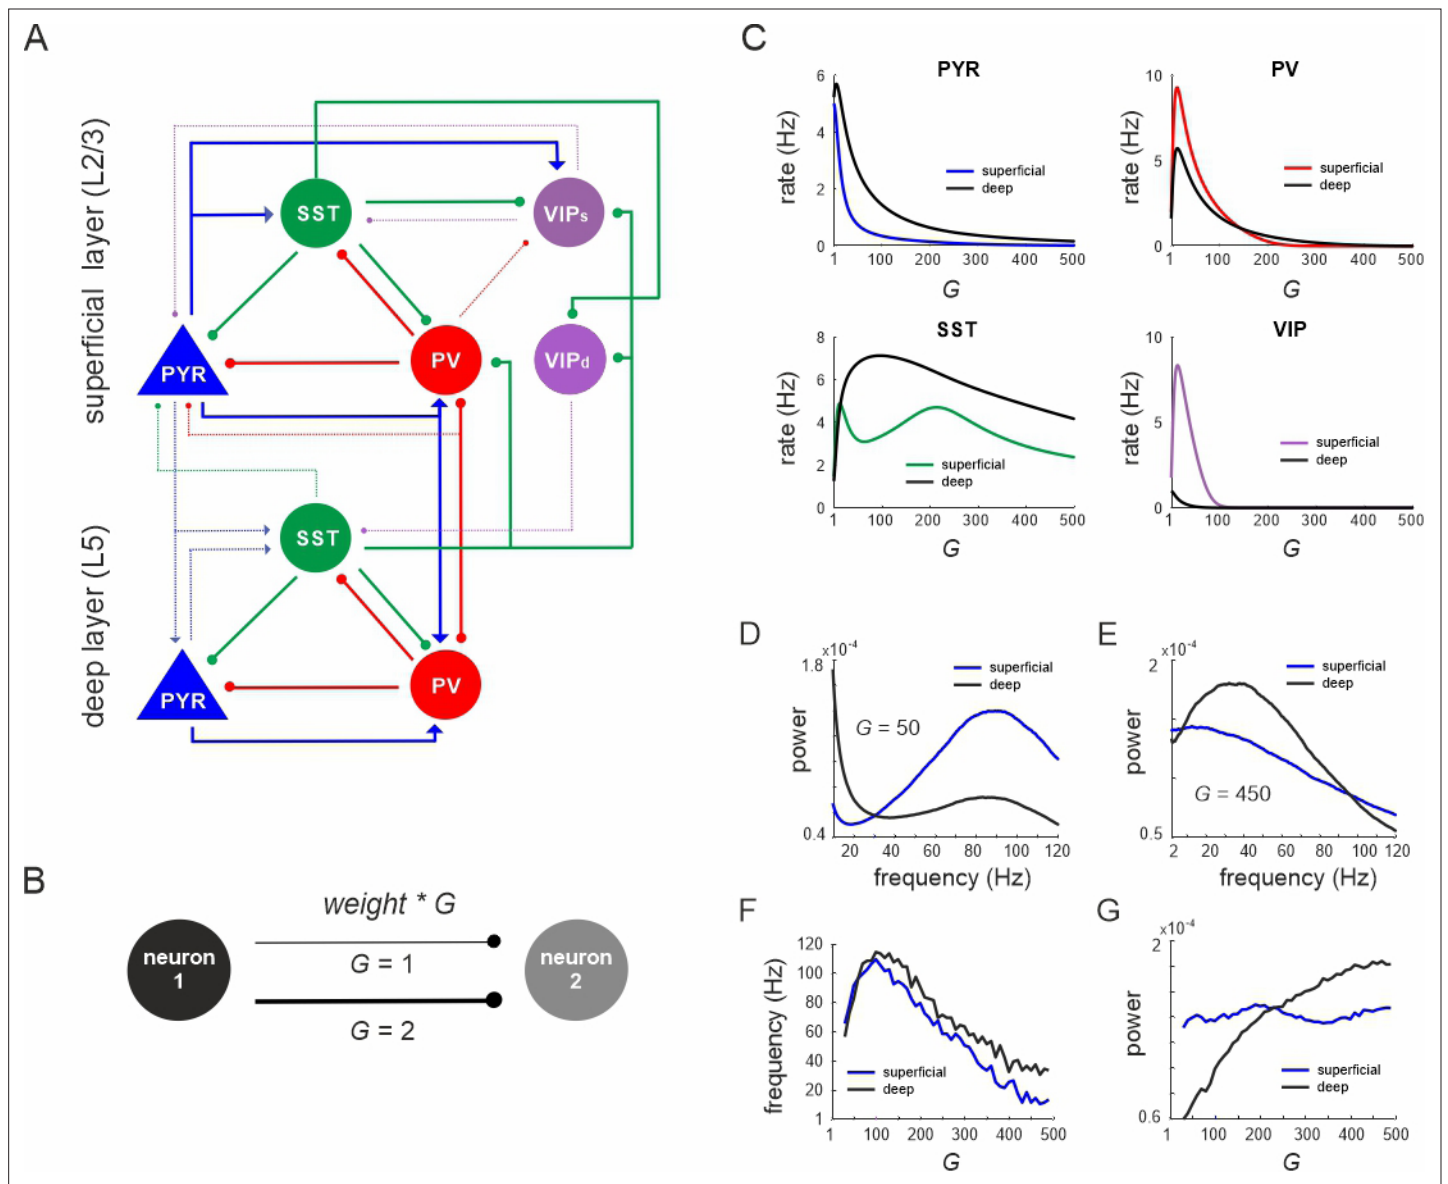 A
superficial layer (L2/3)
deep layer (L5)
SST
VIPs
PYR
PV
VIPd
SST
PYR
PV
B
weight * G
neuron
1
G = 1
G = 2
neuron
2
C
PYR
rate (Hz)
6
4
2
0
superficial
deep
1 100 200 300 400 500
G
PV
rate (Hz)
10
5
0
superficial
deep
1 100 200 300 400 500
G
SST
rate (Hz)
8
6
4
2
0
superficial
deep
1 100 200 300 400 500
G
VIP
rate (Hz)
10
5
0
superficial
deep
1 100 200 300 400 500
G
D
x10⁻⁴
1.8
power
0.4
superficial
deep
G = 50
20 40 60 80 100 120
frequency (Hz)
E
x10⁻⁴
2
power
0.5
superficial
deep
G = 450
2 20 40 60 80 100 120
frequency (Hz)
F
frequency (Hz)
120
100
80
60
40
20
1
superficial
deep
1 100 200 300 400 500
G
G
x10⁻⁴
2
power
0.6
superficial
deep
1 100 200 300 400 500
G